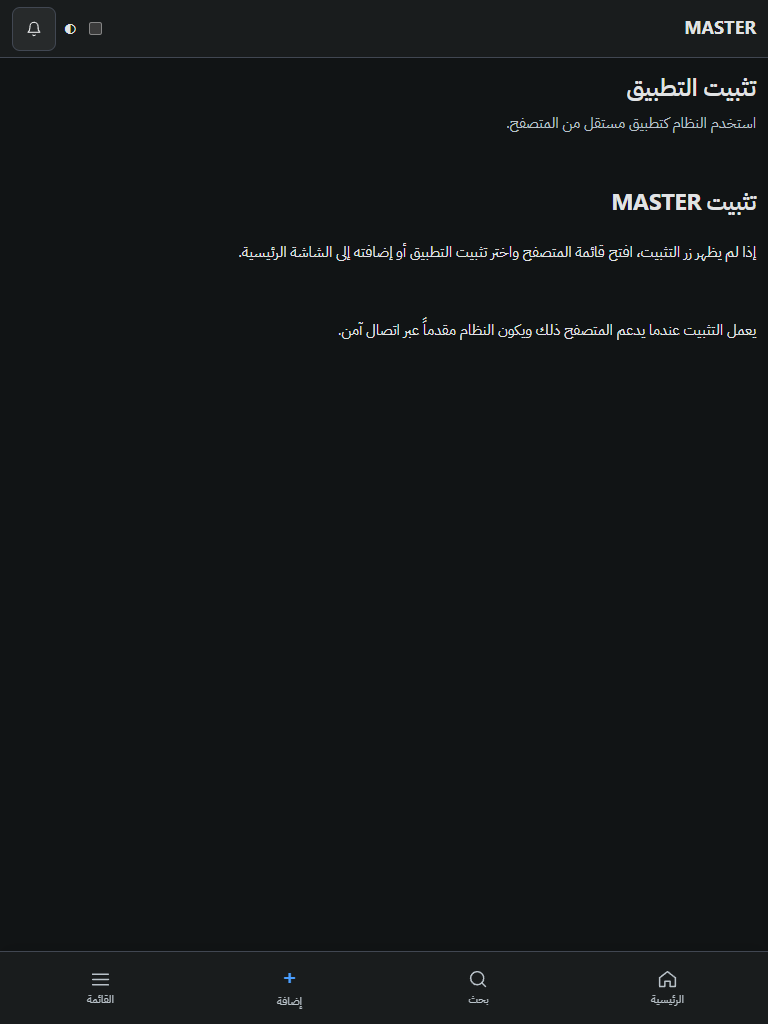 MASTER
تثبيت التطبيق
استخدم النظام كتطبيق مستقل من المتصفح.
تثبيت MASTER
إذا لم يظهر زر التثبيت، افتح قائمة المتصفح واختر تثبيت التطبيق أو إضافته إلى الشاشة الرئيسية.
يعمل التثبيت عندما يدعم المتصفح ذلك ويكون النظام مقدماً عبر اتصال آمن.
الرئيسية
بحث
إضافة
القائمة